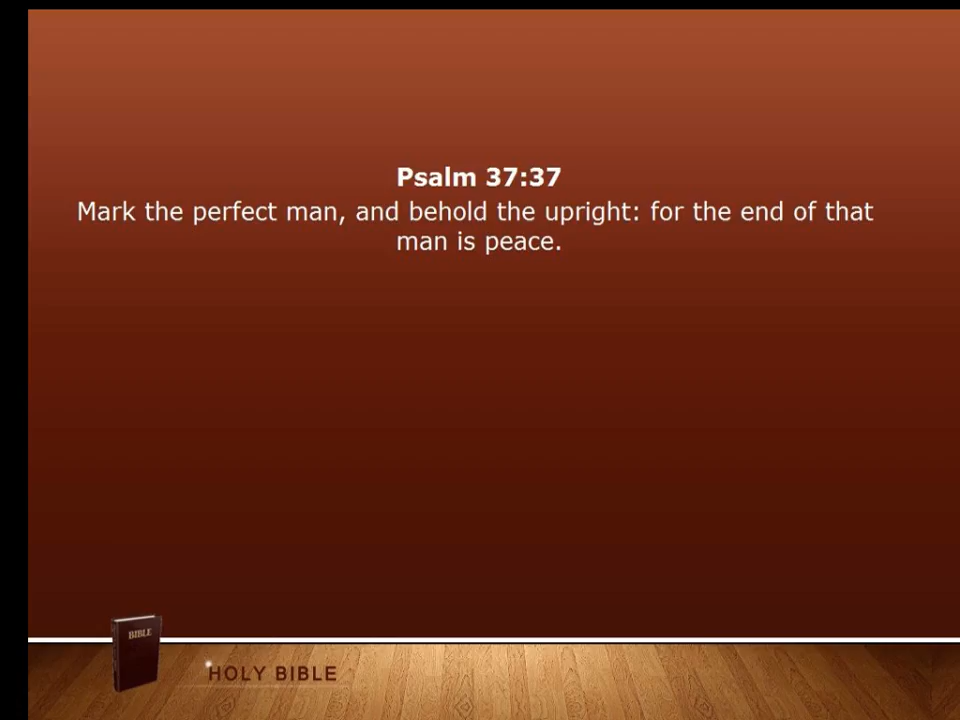 Psalm 37:37
Mark the perfect man, and behold the upright: for the end of that
man is peace.
BIBLE
HOLY BIBLE